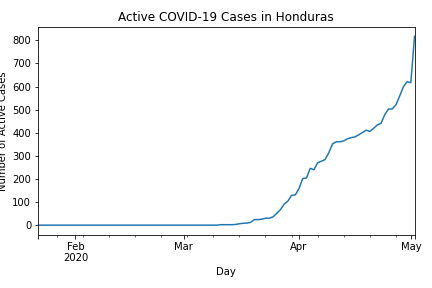 Active COVID-19 Cases in Honduras
Number of Active Cases
800
700
600
500
400
300
200
100
0
Feb
2020
Mar
Apr
May
Day